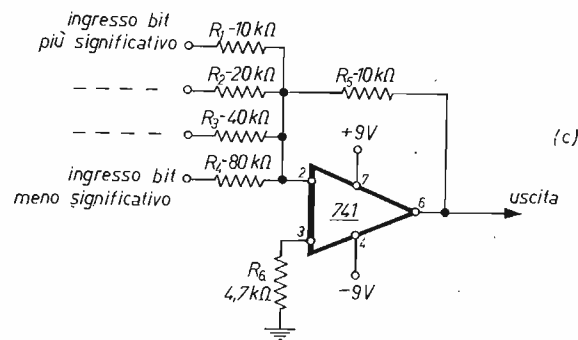 ingresso bit
più significativo
R1-10kΩ
R2-20kΩ
R3-40kΩ
R4-80kΩ
ingresso bit
meno significativo
R5-10kΩ
+9V
(c)
2
7
741
6
uscita
3
4
R6
4,7kΩ
-9V